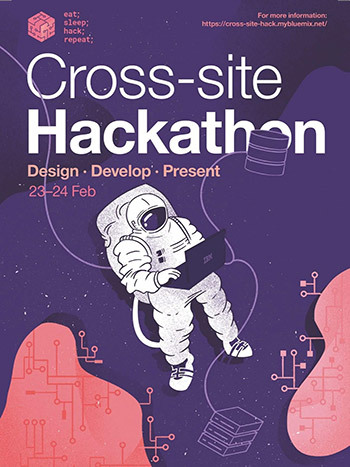 eat;
sleep;
hack;
repeat;
For more information:
https://cross-site-hack.mybluemix.net/
Cross-site
Hackathon
Design · Develop · Present
23–24 Feb
IBM